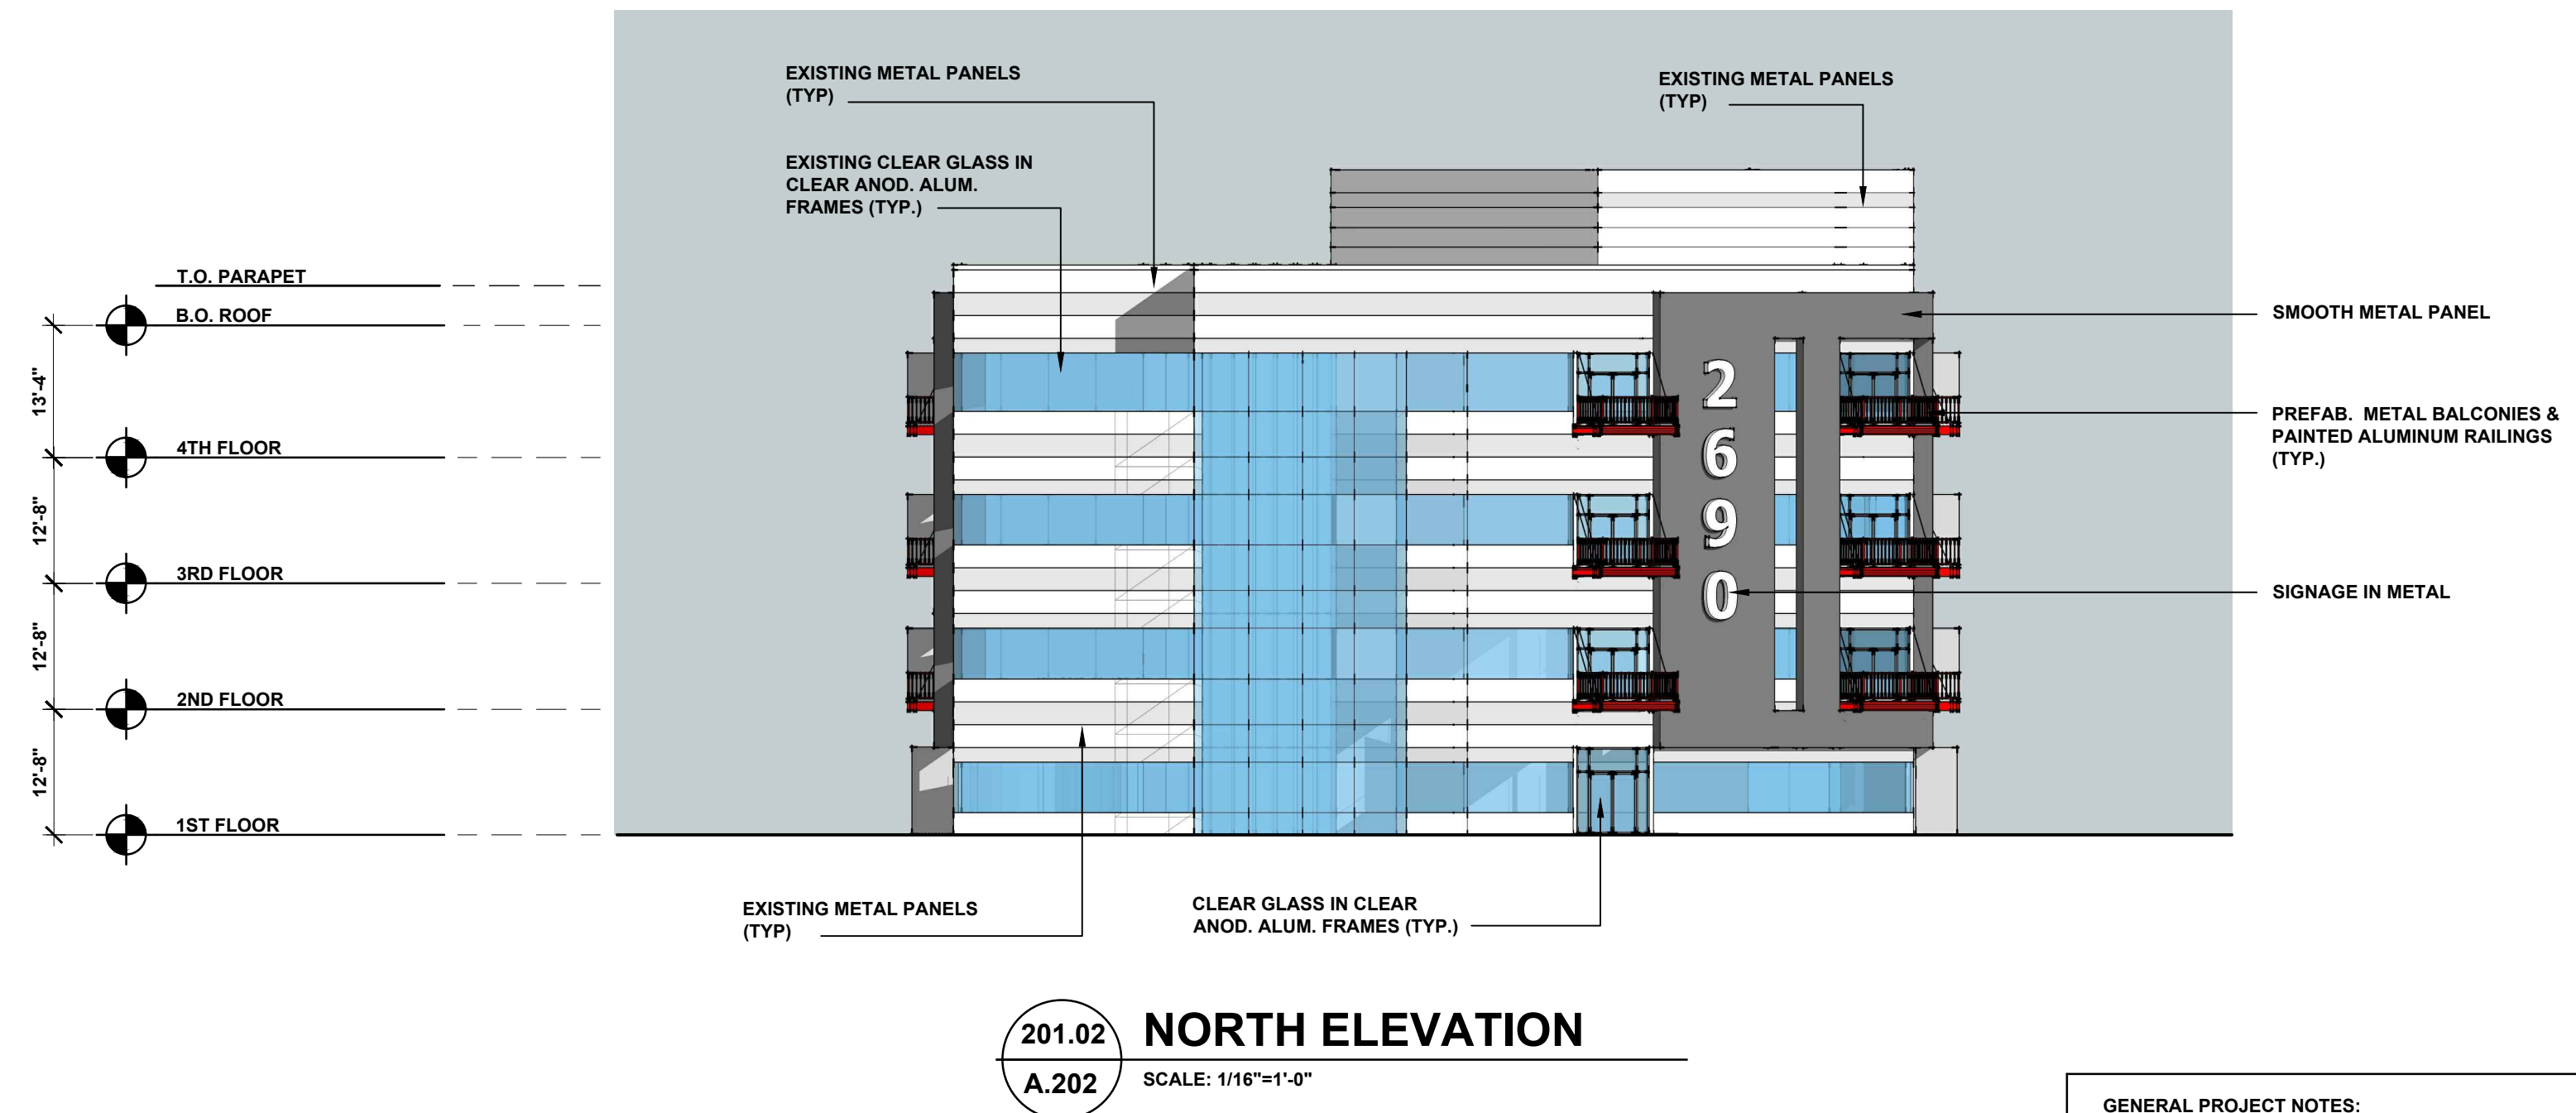 EXISTING METAL PANELS
(TYP)
EXISTING METAL PANELS
(TYP)
EXISTING CLEAR GLASS IN
CLEAR ANOD. ALUM.
FRAMES (TYP.)
T.O. PARAPET
B.O. ROOF
SMOOTH METAL PANEL
13'-4"
2
6
9
0
PREFAB. METAL BALCONIES &
PAINTED ALUMINUM RAILINGS
(TYP.)
4TH FLOOR
12'-8"
3RD FLOOR
SIGNAGE IN METAL
12'-8"
2ND FLOOR
12'-8"
1ST FLOOR
EXISTING METAL PANELS
(TYP)
CLEAR GLASS IN CLEAR
ANOD. ALUM. FRAMES (TYP.)
201.02
A.202
NORTH ELEVATION
SCALE: 1/16"=1'-0"
GENERAL PROJECT NOTES: